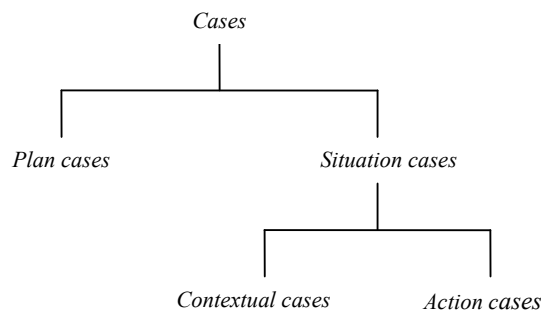 Cases
Plan cases
Situation cases
Contextual cases
Action cases